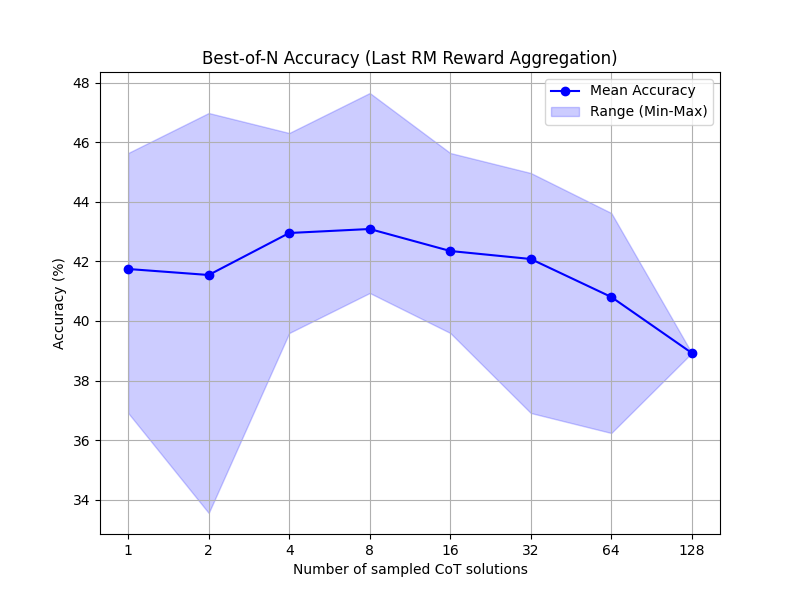 Best-of-N Accuracy (Last RM Reward Aggregation)
Mean Accuracy
Range (Min-Max)
Accuracy (%)
48
46
44
42
40
38
36
34
1 2 4 8 16 32 64 128
Number of sampled CoT solutions